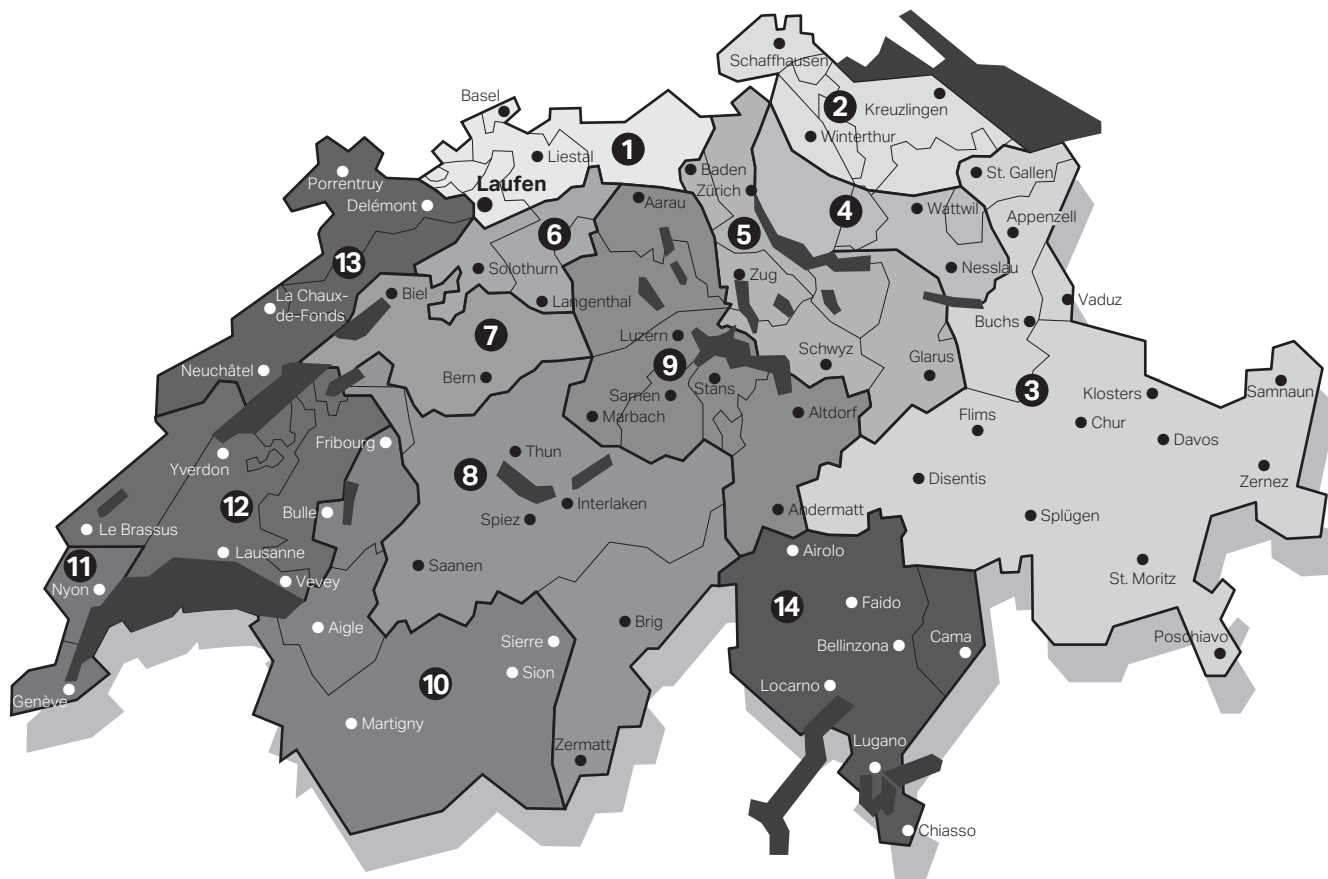 Schaffhausen
Basel
2
Kreuzlingen
Winterthur
1
Liestal
Baden
St. Gallen
Porrentruy
Laufen
Zürich
Delémont
Aarau
4
Wattwil
Appenzell
6
5
13
Solothurn
Zug
Nesslau
La Chaux-
de-Fonds
Biel
Langenthal
Vaduz
7
Luzern
Buchs
Schwyz
Glarus
9
Neuchâtel
Bern
Stans
Sarnen
3
Klosters
Samnaun
Marbach
Altdorf
Flims
Chur
Fribourg
Davos
Thun
Yverdon
8
Disentis
Zernez
12
Bulle
Interlaken
Spiez
Andermatt
Splügen
Le Brassus
Lausanne
Airolo
11
Saanen
St. Moritz
Nyon
Vevey
14
Faido
Aigle
Brig
Sierre
Bellinzona
Cama
Poschiavo
Sion
10
Locarno
Genève
Martigny
Zermatt
Lugano
Chiasso